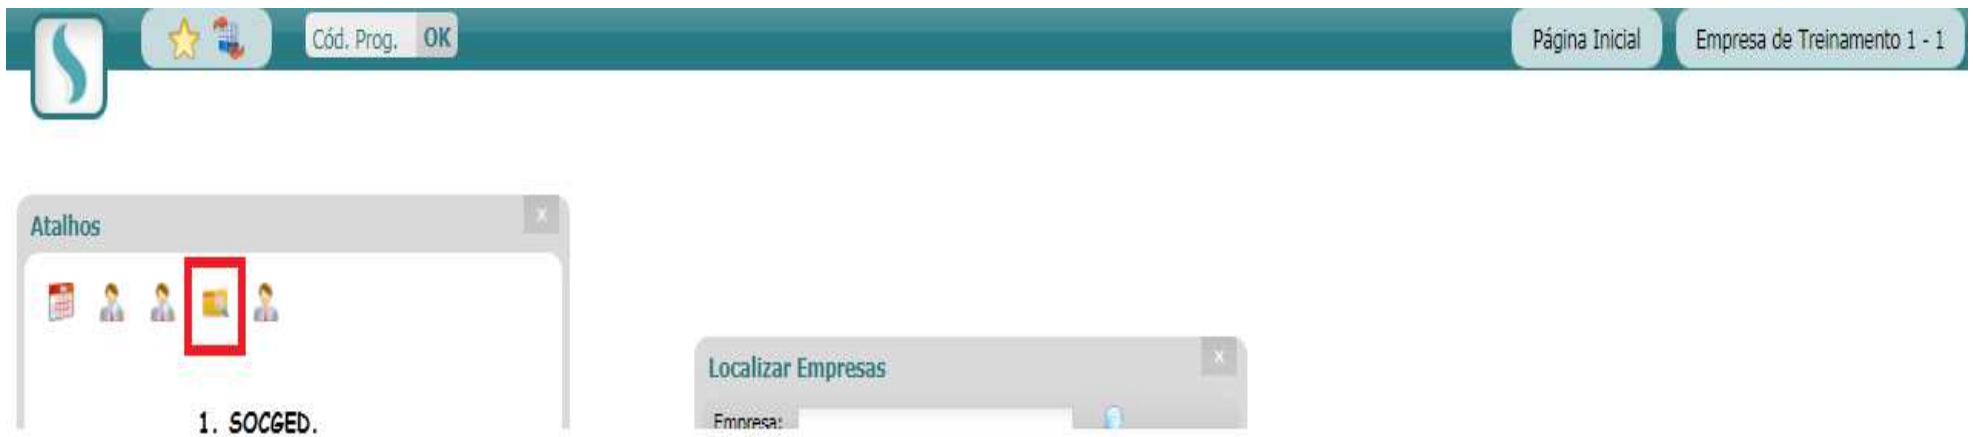 Cód. Prog. OK
Página Inicial
Empresa de Treinamento 1 - 1
Atalhos
x
Localizar Empresas
x
1. SOCGED.
Empresa: